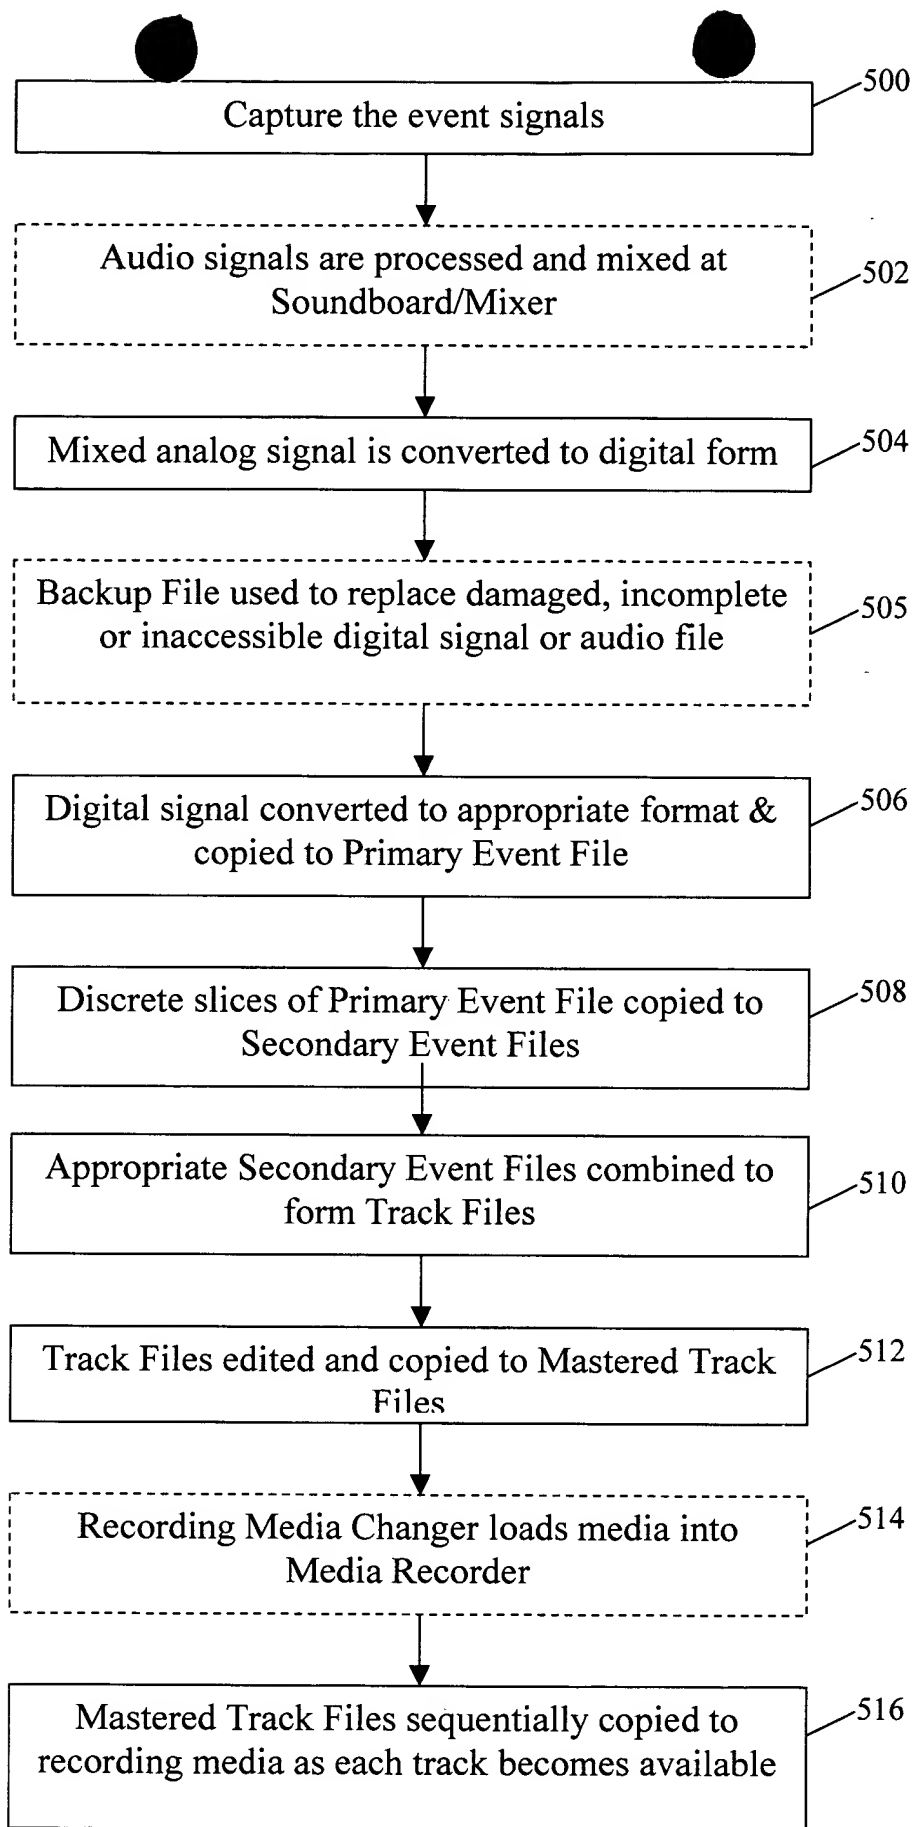 500
Capture the event signals
Audio signals are processed and mixed at
Soundboard/Mixer
502
Mixed analog signal is converted to digital form
504
Backup File used to replace damaged, incomplete
or inaccessible digital signal or audio file
505
Digital signal converted to appropriate format &
copied to Primary Event File
506
Discrete slices of Primary Event File copied to
Secondary Event Files
508
Appropriate Secondary Event Files combined to
form Track Files
510
Track Files edited and copied to Mastered Track
Files
512
Recording Media Changer loads media into
Media Recorder
514
Mastered Track Files sequentially copied to
recording media as each track becomes available
516